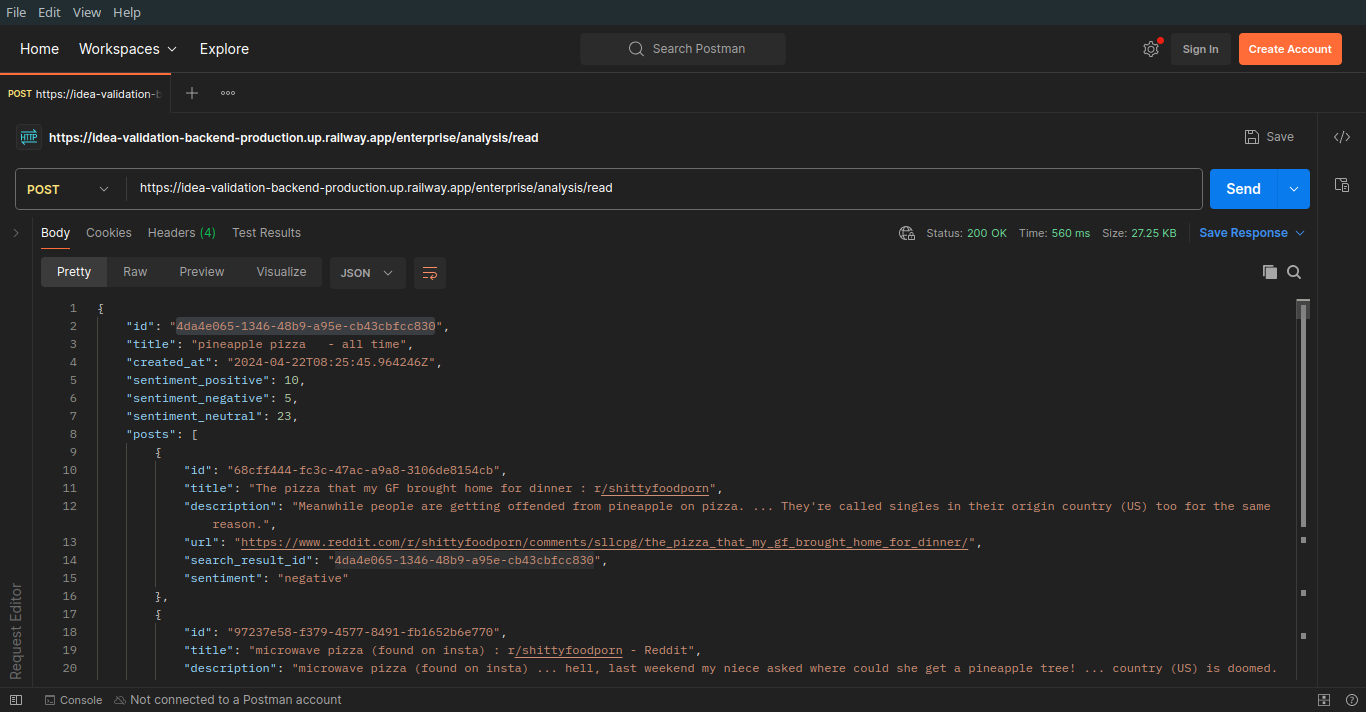 File Edit View Help
Home Workspaces Explore Search Postman Sign In Create Account
POST https://idea-validation-b
HTTP https://idea-validation-backend-production.up.railway.app/enterprise/analysis/read Save
POST https://idea-validation-backend-production.up.railway.app/enterprise/analysis/read Send
Body Cookies Headers (4) Test Results Status: 200 OK Time: 560 ms Size: 27.25 KB Save Response
Pretty Raw Preview Visualize JSON
1 {
2 "id": "4da4e065-1346-48b9-a95e-cb43cbfcc830",
3 "title": "pineapple pizza   - all time",
4 "created_at": "2024-04-22T08:25:45.964246Z",
5 "sentiment_positive": 10,
6 "sentiment_negative": 5,
7 "sentiment_neutral": 23,
8 "posts": [
9 {
10 "id": "68cff444-fc3c-47ac-a9a8-3106de8154cb",
11 "title": "The pizza that my GF brought home for dinner : r/shittyfoodporn",
12 "description": "Meanwhile people are getting offended from pineapple on pizza. ... They're called singles in their origin country (US) too for the same
reason.",
13 "url": "https://www.reddit.com/r/shittyfoodporn/comments/sllcpg/the_pizza_that_my_gf_brought_home_for_dinner/",
14 "search_result_id": "4da4e065-1346-48b9-a95e-cb43cbfcc830",
15 "sentiment": "negative"
16 },
17 {
18 "id": "97237e58-f379-4577-8491-fb1652b6e770",
19 "title": "microwave pizza (found on insta) : r/shittyfoodporn - Reddit",
20 "description": "microwave pizza (found on insta) ... hell, last weekend my niece asked where could she get a pineapple tree! ... country (US) is doomed.
Request Editor
Console Not connected to a Postman account